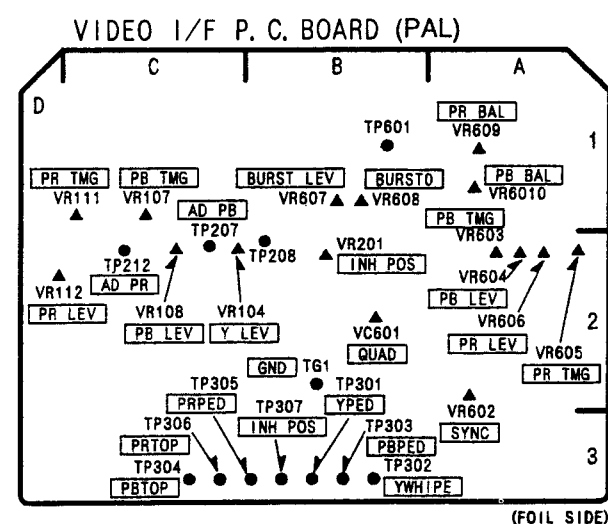 VIDEO I/F P. C. BOARD (PAL)
C B A
D
PR BAL
VR609
TP601
1
PR TMG
VR111
PB TMG
VR107
BURST LEV
VR607
BURST0
VR608
PB BAL
VR6010
AD PB
TP207
PB TMG
VR603
TP208
VR201
INH POS
TP212
AD PR
VR112
PR LEV
VR108
PB LEV
VR104
Y LEV
VR604
PB LEV
VC601
QUAD
VR606
PR LEV
2
VR605
PR TMG
GND
TG1
TP305
PRPED
TP301
YPED
TP307
INH POS
VR602
SYNC
TP306
PRTOP
TP303
PBPED
TP304
PBTOP
TP302
YWHIPE
3
(FOIL SIDE)